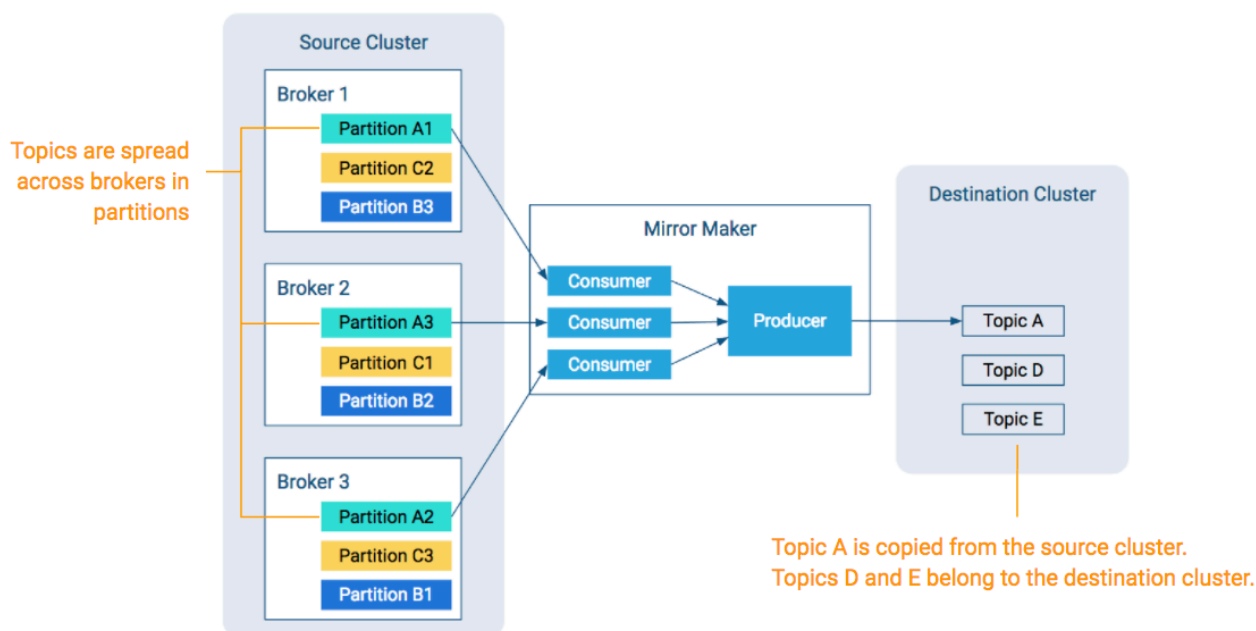 Source Cluster
Broker 1
Partition A1
Partition C2
Partition B3
Topics are spread
across brokers in
partitions
Broker 2
Partition A3
Partition C1
Partition B2
Broker 3
Partition A2
Partition C3
Partition B1
Mirror Maker
Consumer
Consumer
Consumer
Producer
Destination Cluster
Topic A
Topic D
Topic E
Topic A is copied from the source cluster.
Topics D and E belong to the destination cluster.